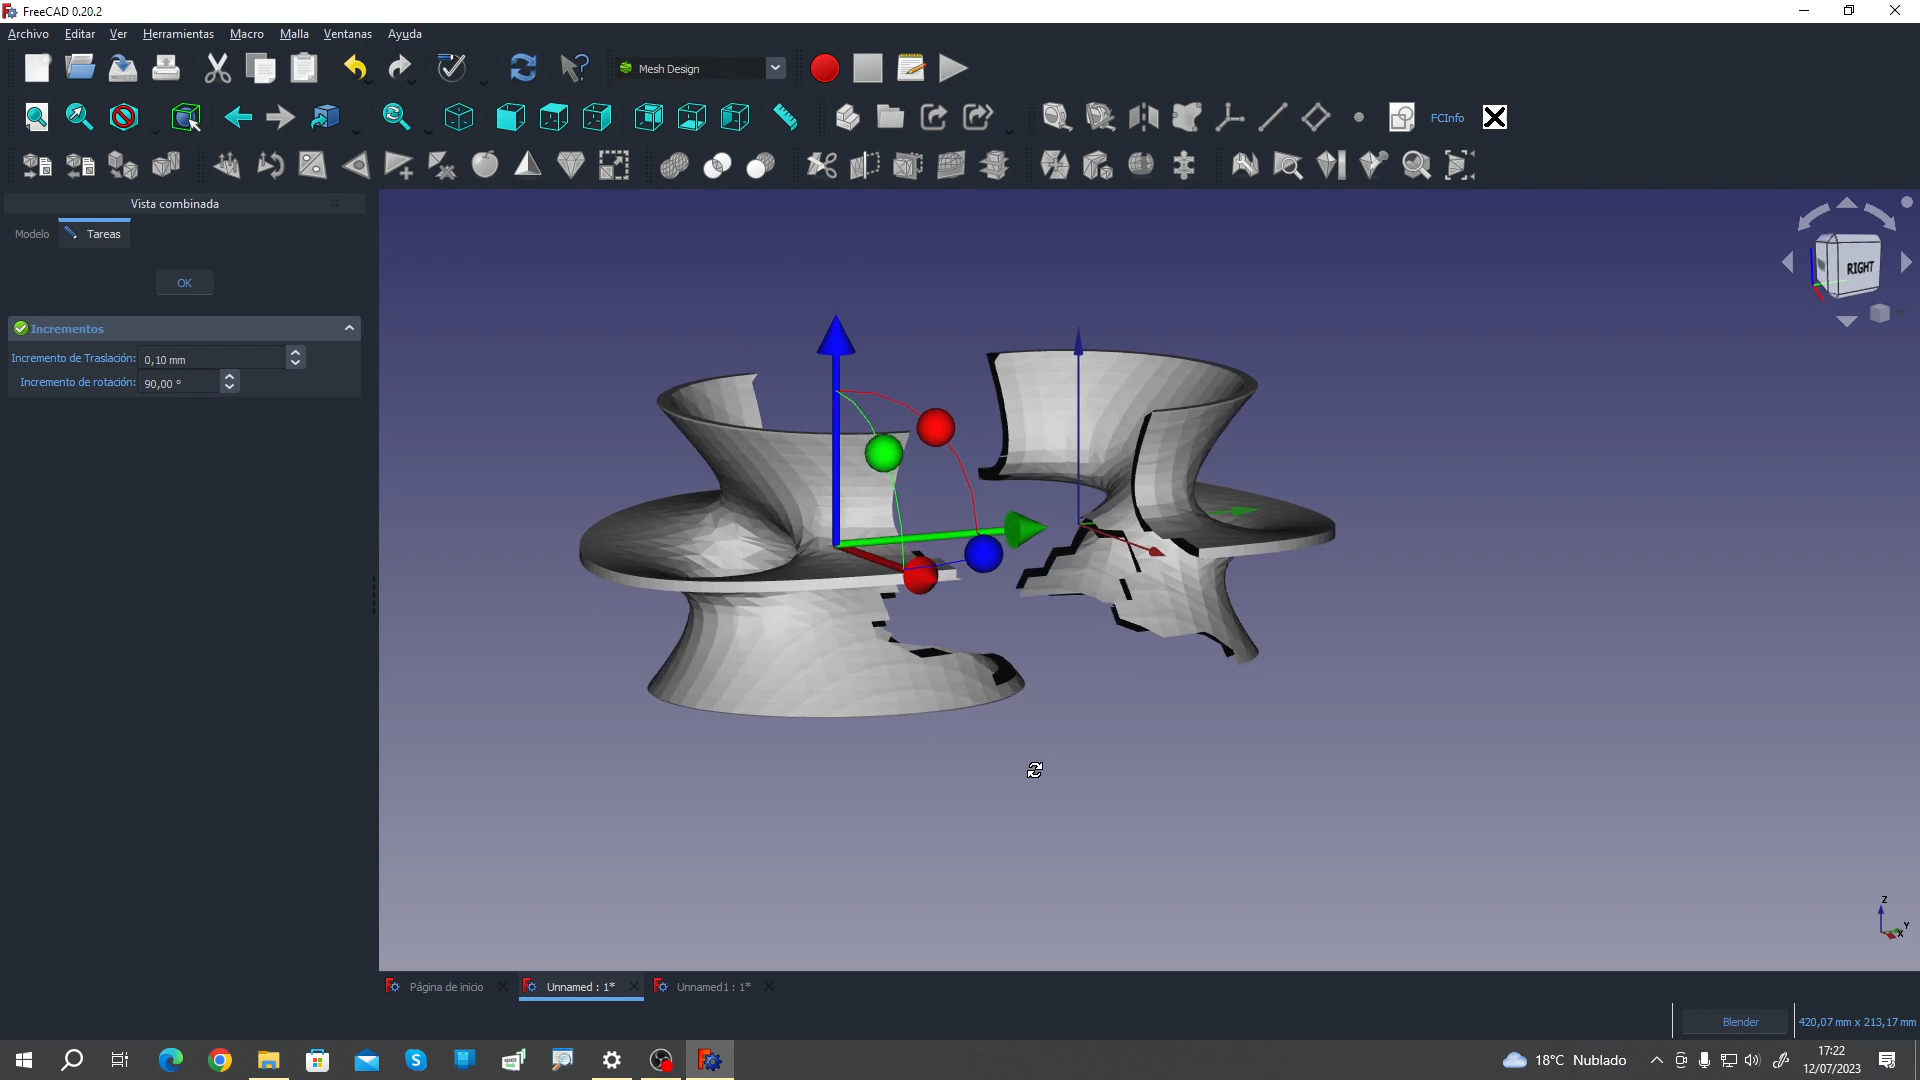 FreeCAD 0.20.2
Archivo Editar Ver Herramientas Macro Malla Ventanas Ayuda
Mesh Design
FCInfo
Vista combinada
Modelo Tareas
OK
Incrementos
Incremento de Traslación: 0,10 mm
Incremento de rotación: 90,00 °
RIGHT
Z
Y
X
Página de inicio Unnamed : 1* Unnamed1 : 1*
Blender 420,07 mm x 213,17 mm
18°C Nublado
17:22
12/07/2023